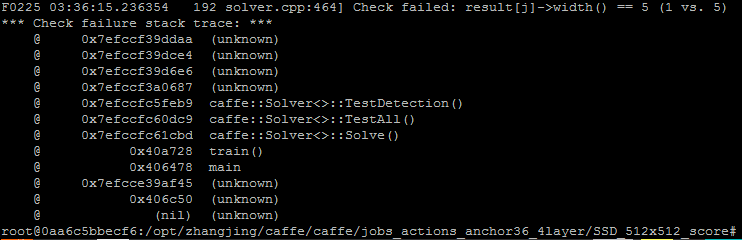 F0225 03:36:15.236354   192 solver.cpp:464] Check failed: result[j]->width() == 5 (1 vs. 5)
*** Check failure stack trace: ***
    @     0x7efccf39ddaa  (unknown)
    @     0x7efccf39dce4  (unknown)
    @     0x7efccf39d6e6  (unknown)
    @     0x7efccf3a0687  (unknown)
    @     0x7efccfc5feb9  caffe::Solver<>::TestDetection()
    @     0x7efccfc60dc9  caffe::Solver<>::TestAll()
    @     0x7efccfc61cbd  caffe::Solver<>::Solve()
    @           0x40a728  train()
    @           0x406478  main
    @     0x7efcce39af45  (unknown)
    @           0x406c50  (unknown)
    @              (nil)  (unknown)
root@0aa6c5bbecf6:/opt/zhangjing/caffe/caffe/jobs_actions_anchor36_4layer/SSD_512x512_score#